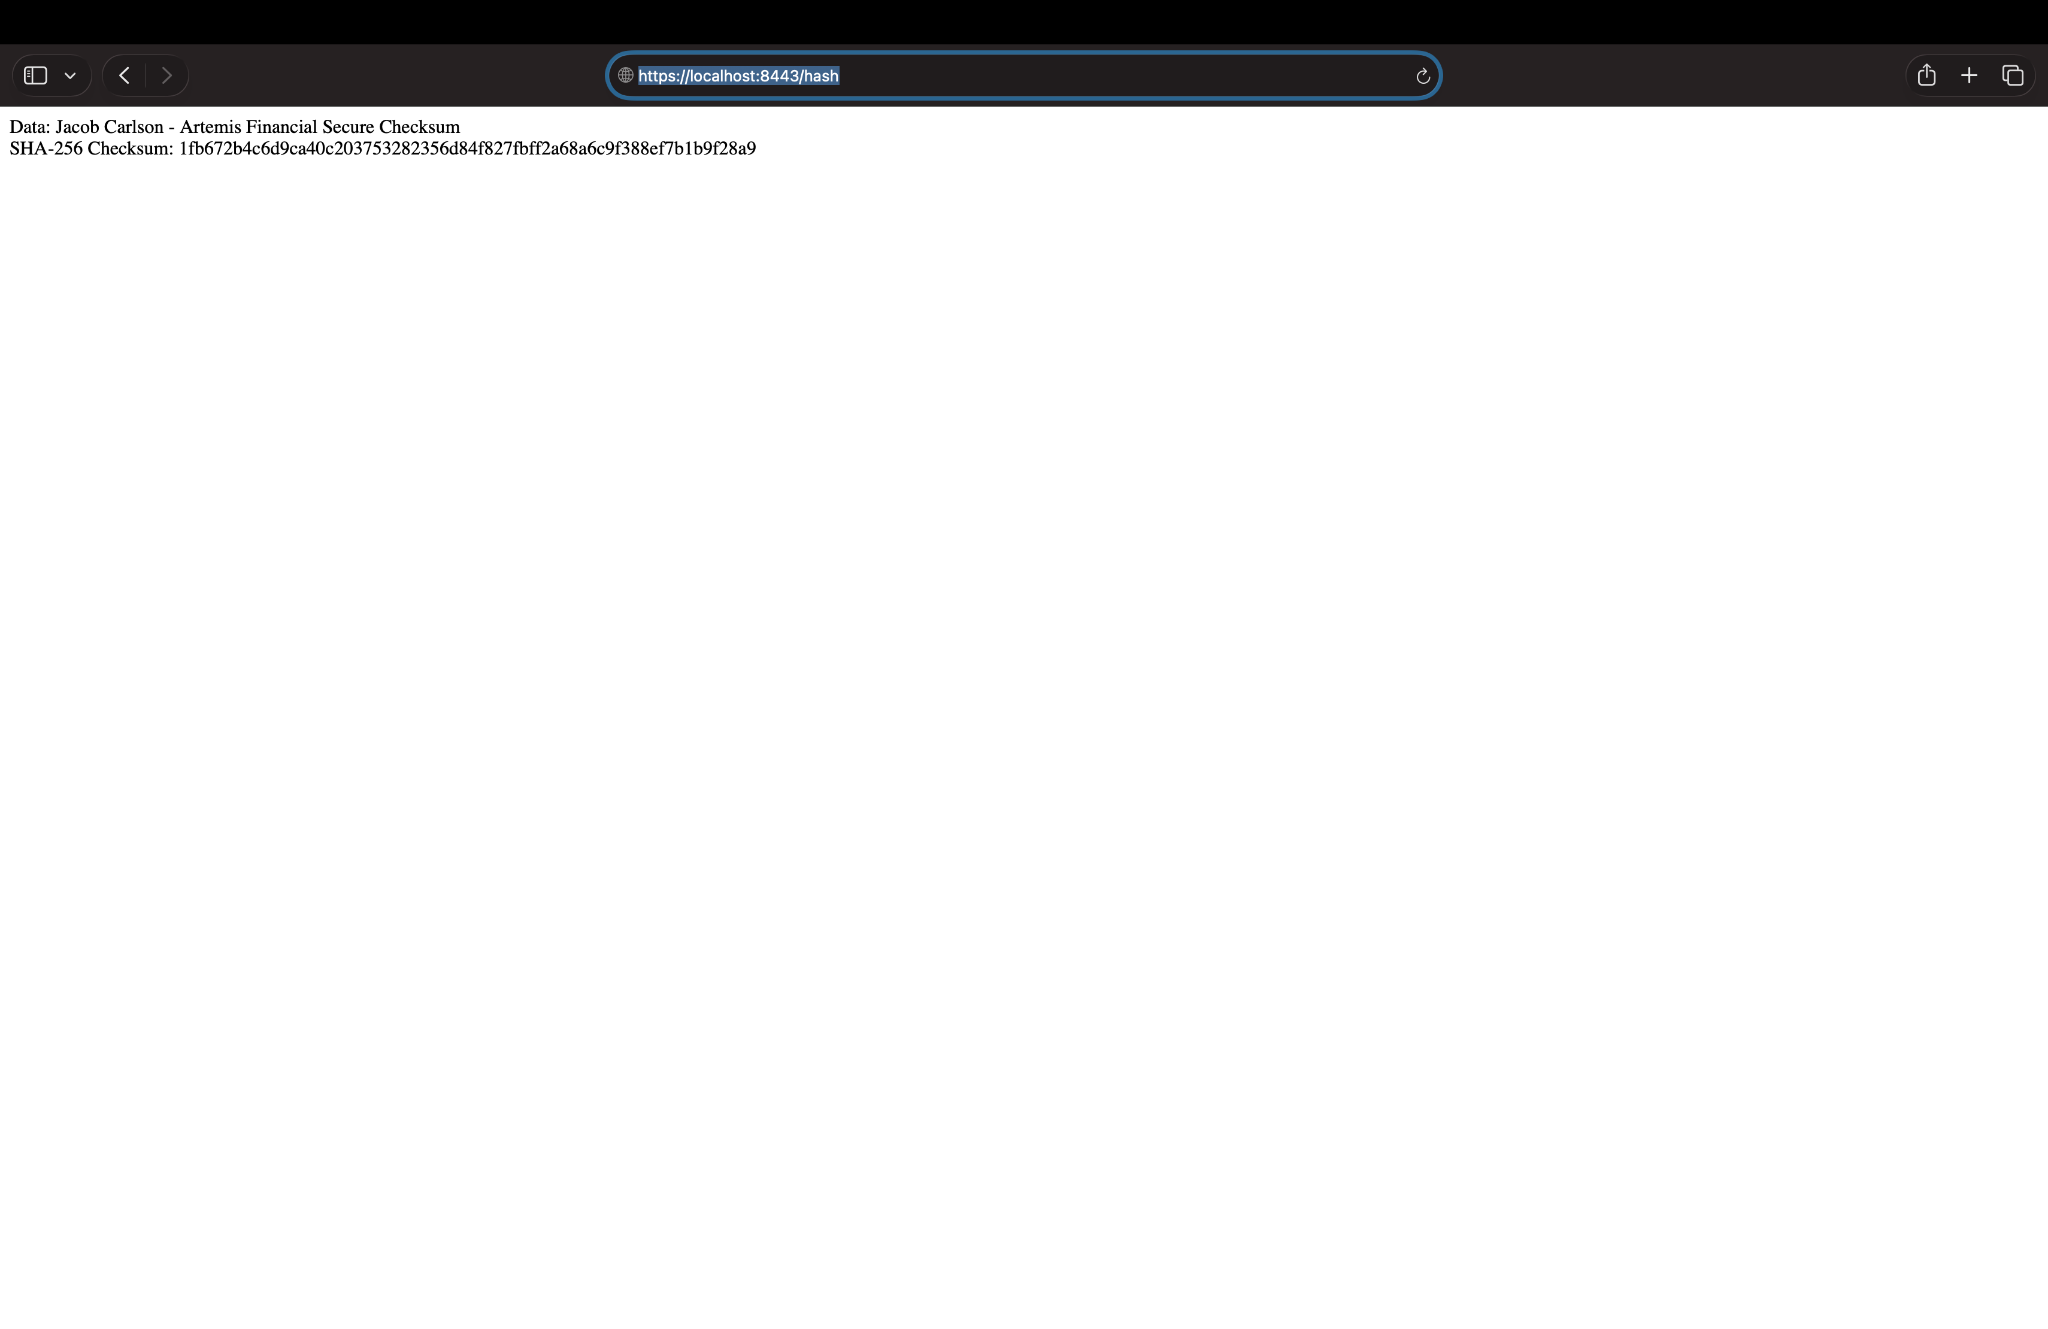 https://localhost:8443/hash
Data: Jacob Carlson - Artemis Financial Secure Checksum
SHA-256 Checksum: 1fb672b4c6d9ca40c203753282356d84f827fbff2a68a6c9f388ef7b1b9f28a9